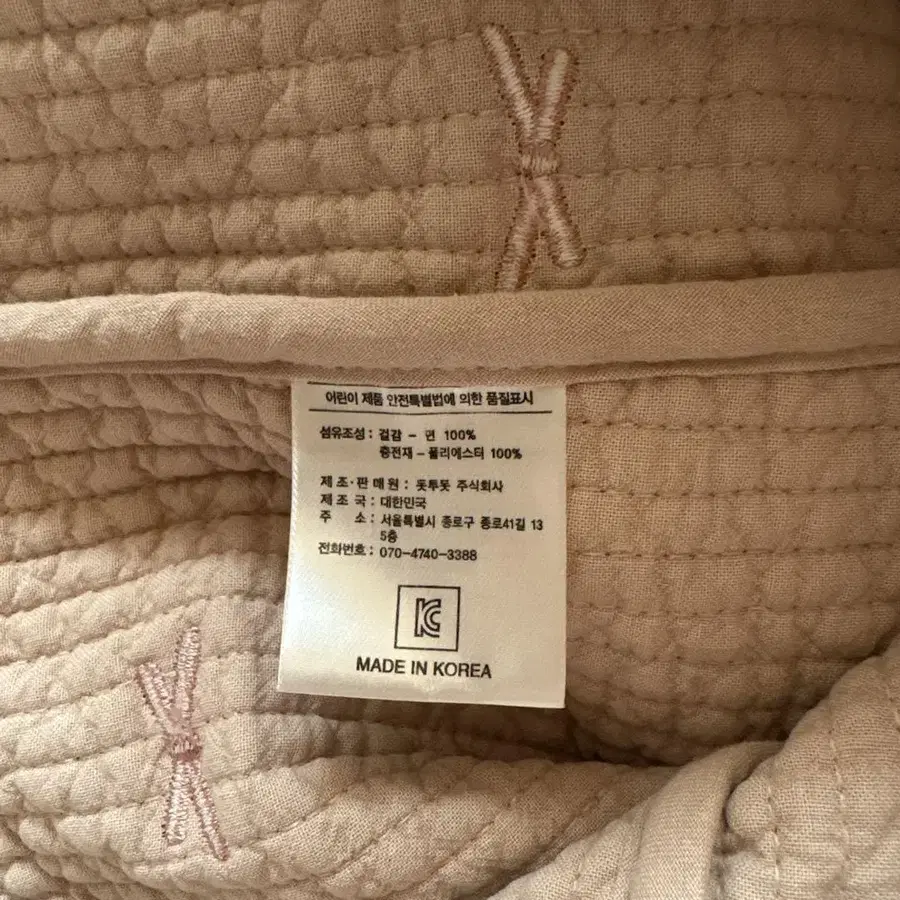 어린이 제품 안전특별법에 의한 품질표시
섬유조성 : 겉감 - 면 100%
충전재 - 폴리에스터 100%
제 조·판 매 원 : 돗투돗 주식회사
제 조 국 : 대한민국
주 소 : 서울특별시 종로구 종로41길 13
5층
전화번호 : 070-4740-3388
KC
MADE IN KOREA